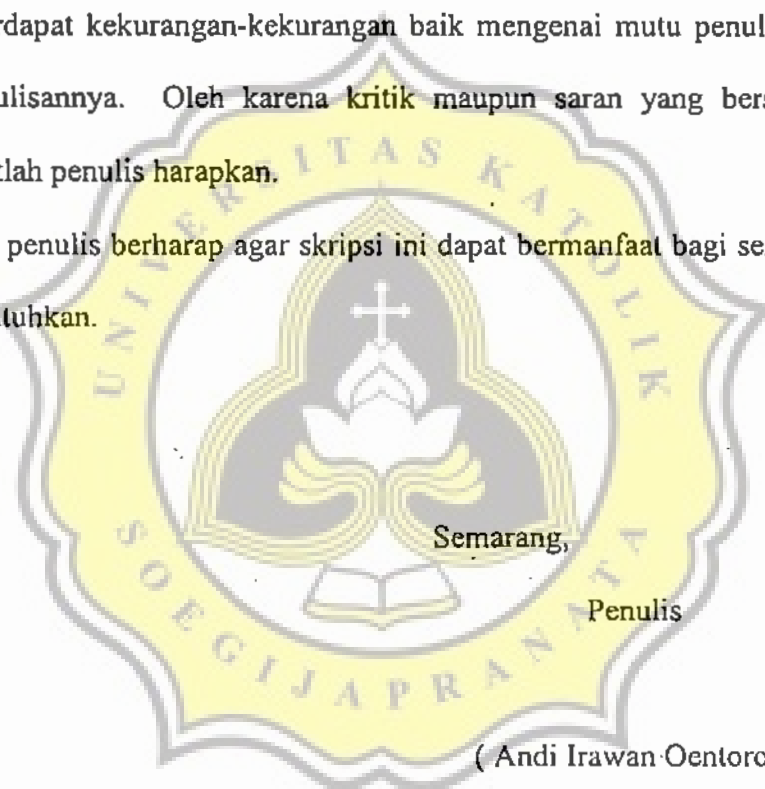 rdapat kekurangan-kekurangan baik mengenai mutu penul
ulisannya. Oleh karena kritik maupun saran yang bers
tlah penulis harapkan.
penulis berharap agar skripsi ini dapat bermanfaat bagi se
tuhkan.
UNIVERSITAS KATOLIK
SOEGIJAPRANATA
Semarang,
Penulis
( Andi Irawan Oentoro